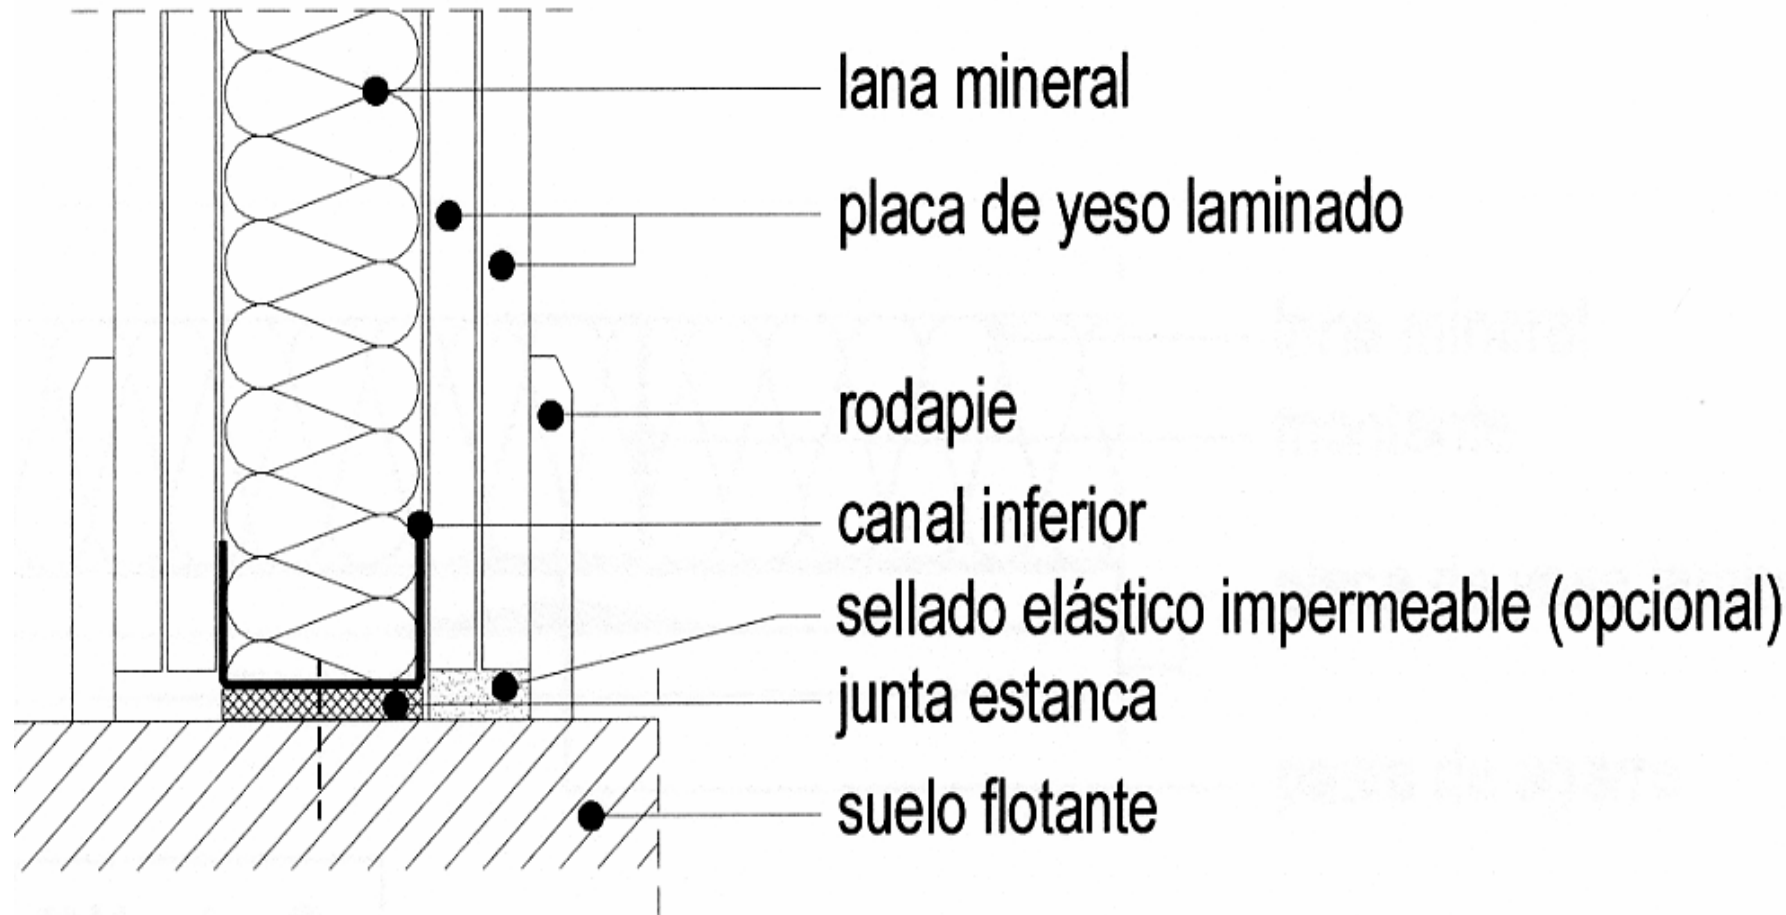 lana mineral
placa de yeso laminado
rodapie
canal inferior
sellado elástico impermeable (opcional)
junta estanca
suelo flotante